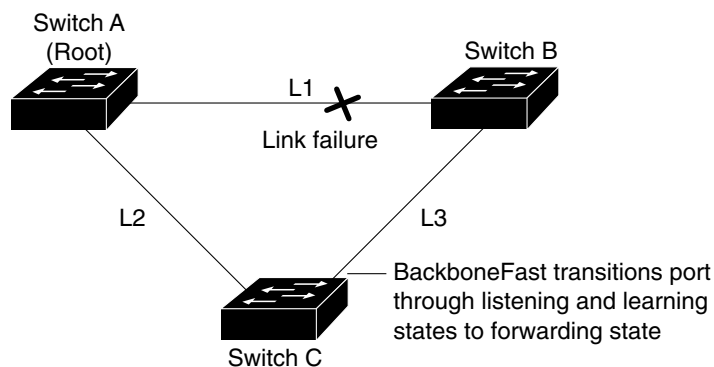 Switch A
(Root)
Switch B
L1
Link failure
L2
L3
BackboneFast transitions port
through listening and learning
states to forwarding state
Switch C